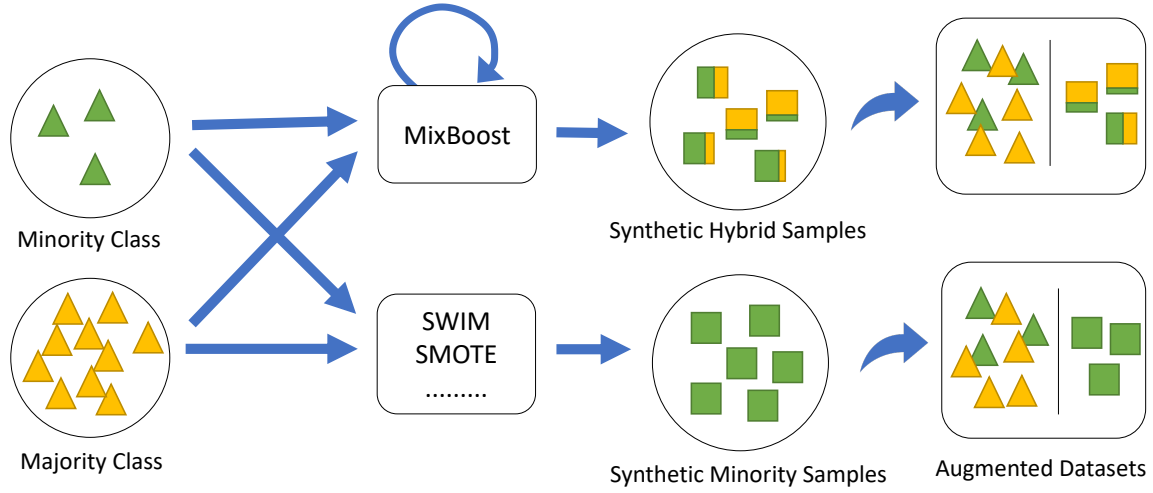 MixBoost
Minority Class
Synthetic Hybrid Samples
SWIM
SMOTE
.........
Majority Class
Synthetic Minority Samples
Augmented Datasets